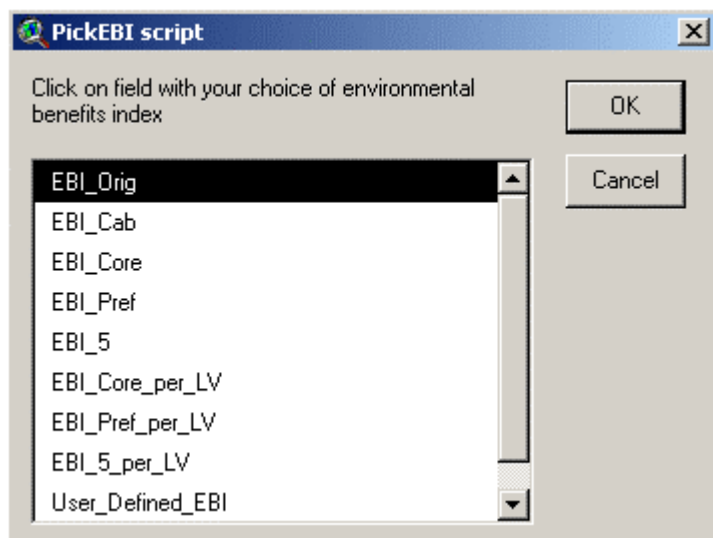 PickEBI script
Click on field with your choice of environmental
benefits index
OK
Cancel
EBI_Orig
EBI_Cab
EBI_Core
EBI_Pref
EBI_5
EBI_Core_per_LV
EBI_Pref_per_LV
EBI_5_per_LV
User_Defined_EBI